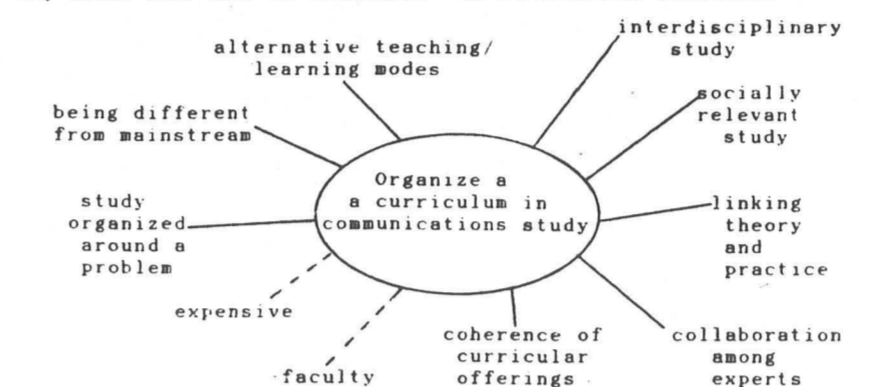 alternative teaching/
learning modes
interdisciplinary
study
being different
from mainstream
socially
relevant
study
Organize a
a curriculum in
communications study
study
organized
around a
problem
linking
theory
and
practice
expensive
faculty
coherence of
curricular
offerings
collaboration
among
experts